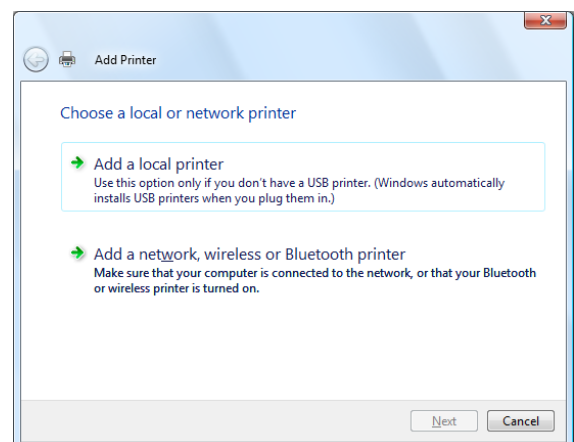 Add Printer
Choose a local or network printer
Add a local printer
Use this option only if you don't have a USB printer. (Windows automatically
installs USB printers when you plug them in.)
Add a network, wireless or Bluetooth printer
Make sure that your computer is connected to the network, or that your Bluetooth
or wireless printer is turned on.
Next
Cancel